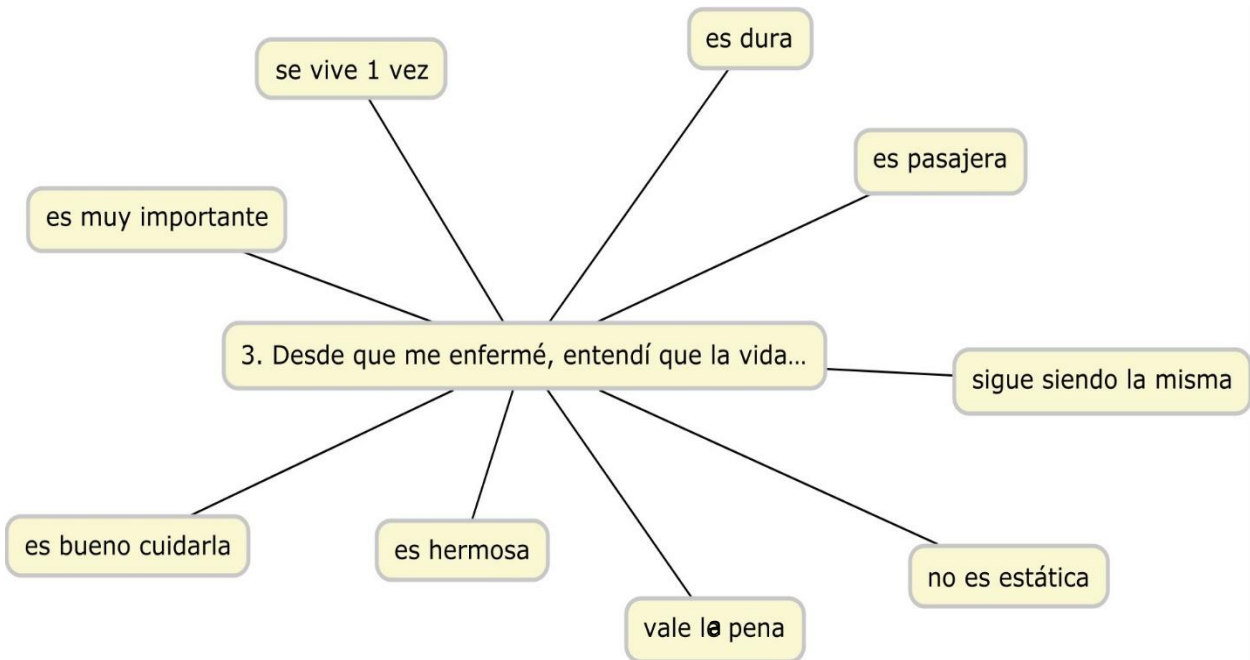 es dura
se vive 1 vez
es pasajera
es muy importante
3. Desde que me enfermé, entendí que la vida...
sigue siendo la misma
es bueno cuidarla
es hermosa
no es estática
vale la pena